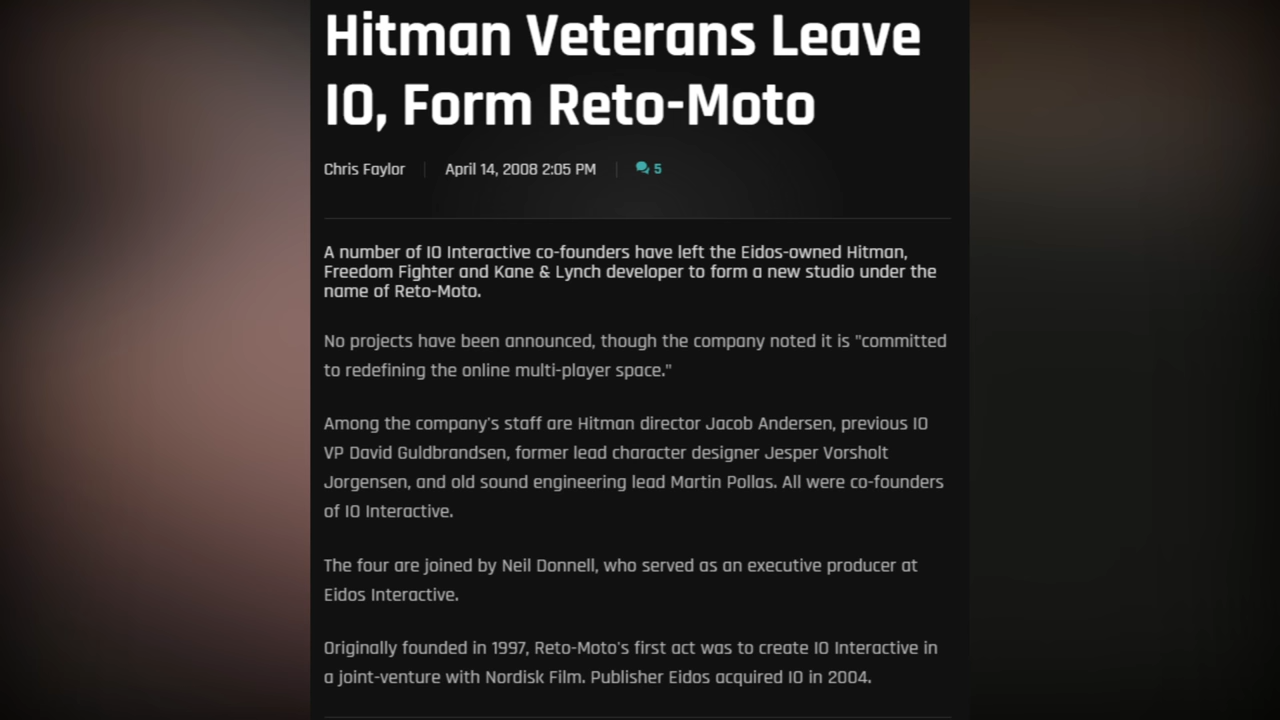 Hitman Veterans Leave
IO, Form Reto-Moto
Chris Faylor | April 14, 2008 2:05 PM | 5
A number of IO Interactive co-founders have left the Eidos-owned Hitman,
Freedom Fighter and Kane & Lynch developer to form a new studio under the
name of Reto-Moto.
No projects have been announced, though the company noted it is "committed
to redefining the online multi-player space."
Among the company's staff are Hitman director Jacob Andersen, previous IO
VP David Guldbrandsen, former lead character designer Jesper Vorsholt
Jorgensen, and old sound engineering lead Martin Pollas. All were co-founders
of IO Interactive.
The four are joined by Neil Donnell, who served as an executive producer at
Eidos Interactive.
Originally founded in 1997, Reto-Moto's first act was to create IO Interactive in
a joint-venture with Nordisk Film. Publisher Eidos acquired IO in 2004.